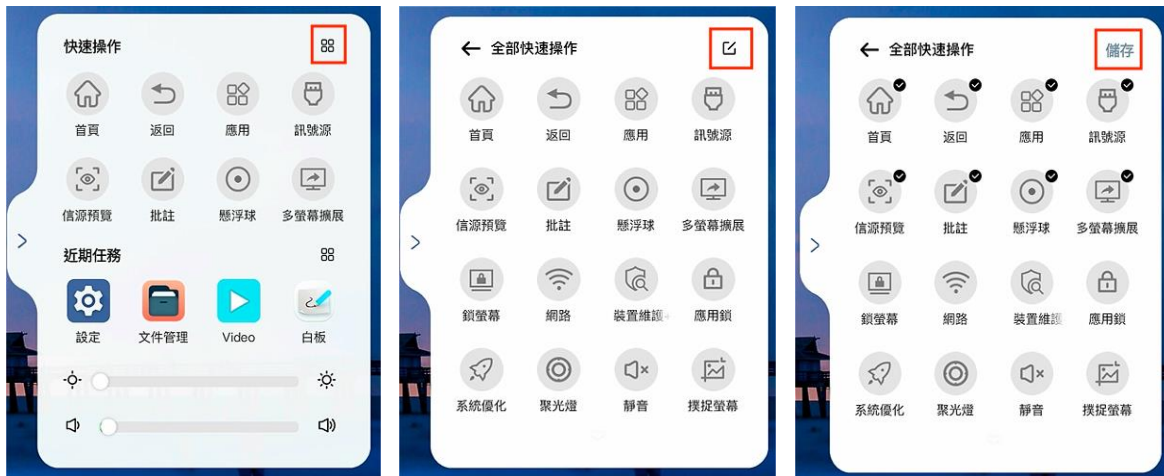 快速操作
首頁
返回
應用
訊號源
信源預覽
批註
懸浮球
多螢幕擴展
近期任務
設定
文件管理
Video
白板
全部快速操作
首頁
返回
應用
訊號源
信源預覽
批註
懸浮球
多螢幕擴展
鎖螢幕
網路
裝置維護
應用鎖
系統優化
聚光燈
靜音
撲捉螢幕
全部快速操作
儲存
首頁
返回
應用
訊號源
信源預覽
批註
懸浮球
多螢幕擴展
鎖螢幕
網路
裝置維護
應用鎖
系統優化
聚光燈
靜音
撲捉螢幕